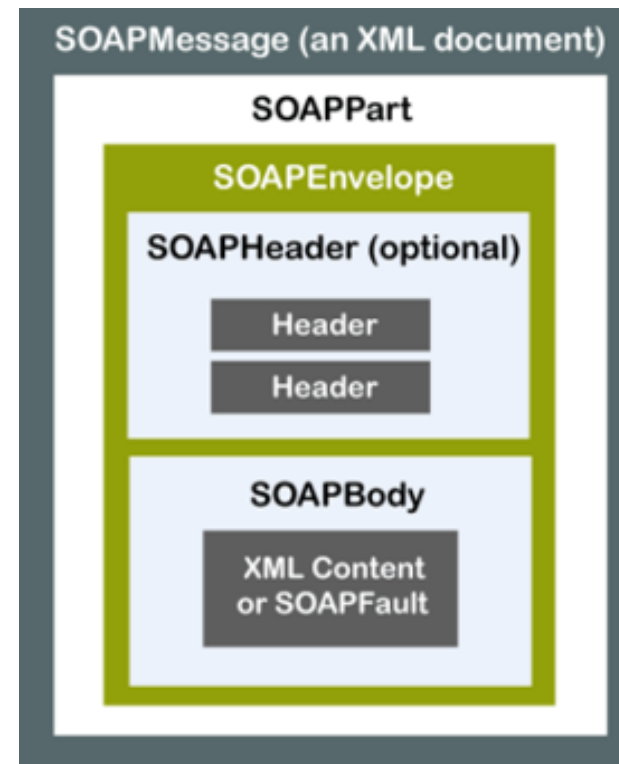 SOAPMessage (an XML document)
SOAPPart
SOAPEnvelope
SOAPHeader (optional)
Header
Header
SOAPBody
XML Content
or SOAPFault